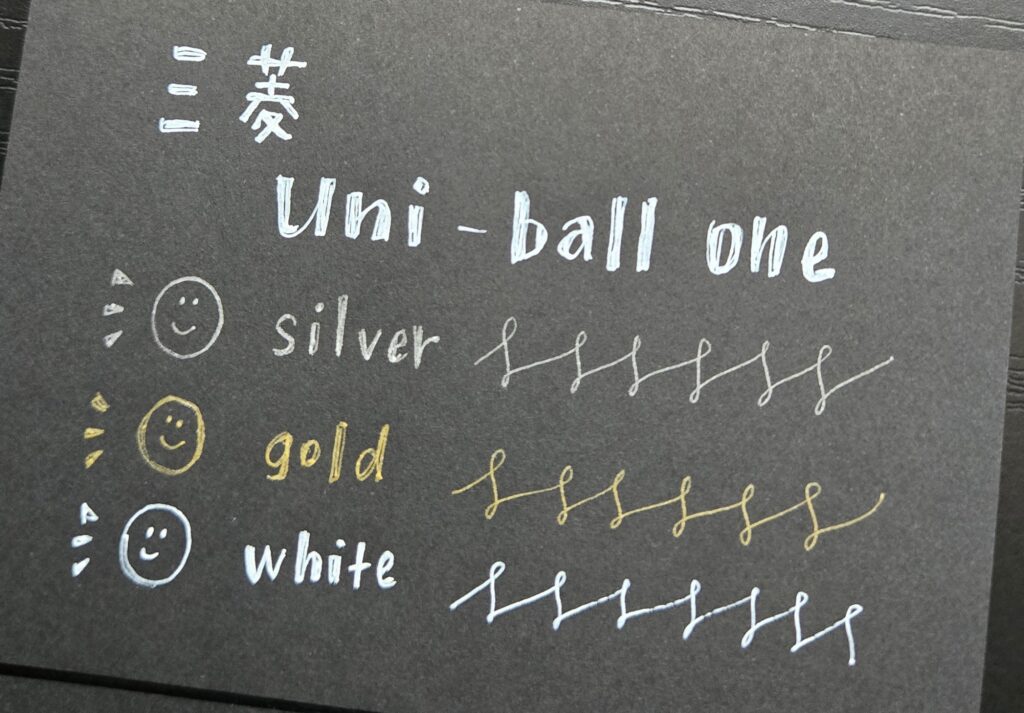 三菱
Uni-ball one
silver
gold
white